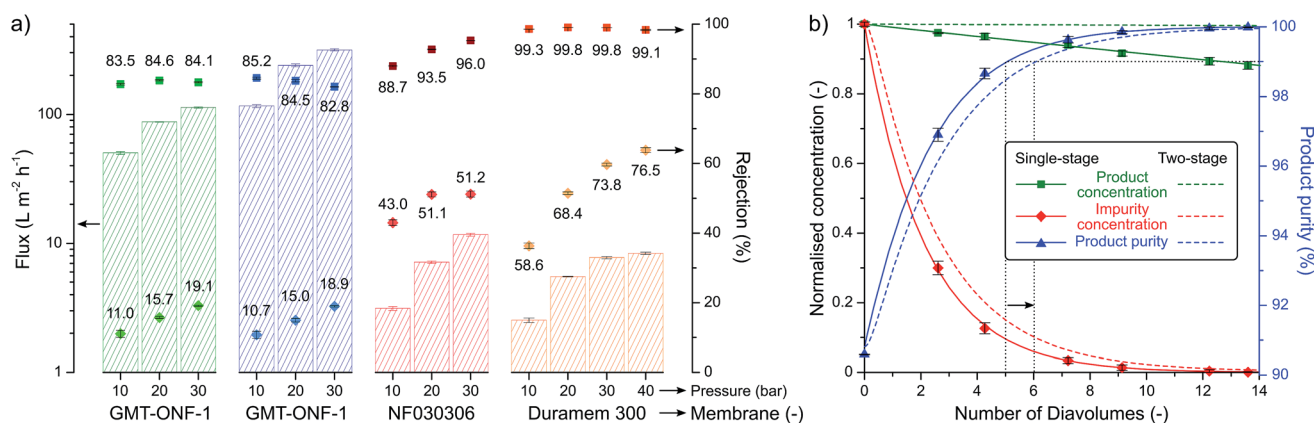 a)
Flux (L m⁻² h⁻¹)
100
10
1
83.5 84.6 84.1
11.0 15.7 19.1
85.2 84.5 82.8
10.7 15.0 18.9
88.7 93.5 96.0
43.0 51.1 51.2
99.3 99.8 99.8 99.1
58.6 68.4 73.8 76.5
100
80
60
40
20
0
Rejection (%)
10 20 30 10 20 30 10 20 30 10 20 30 40 Pressure (bar)
GMT-ONF-1 GMT-ONF-1 NF030306 Duramem 300 Membrane (-)
b)
Normalised concentration (-)
1
0.8
0.6
0.4
0.2
0
Single-stage Two-stage
Product
concentration
Impurity
concentration
Product purity
100
98
96
94
92
90
Product purity (-)
(%)
0 2 4 6 8 10 12 14
Number of Diavolumes (-)